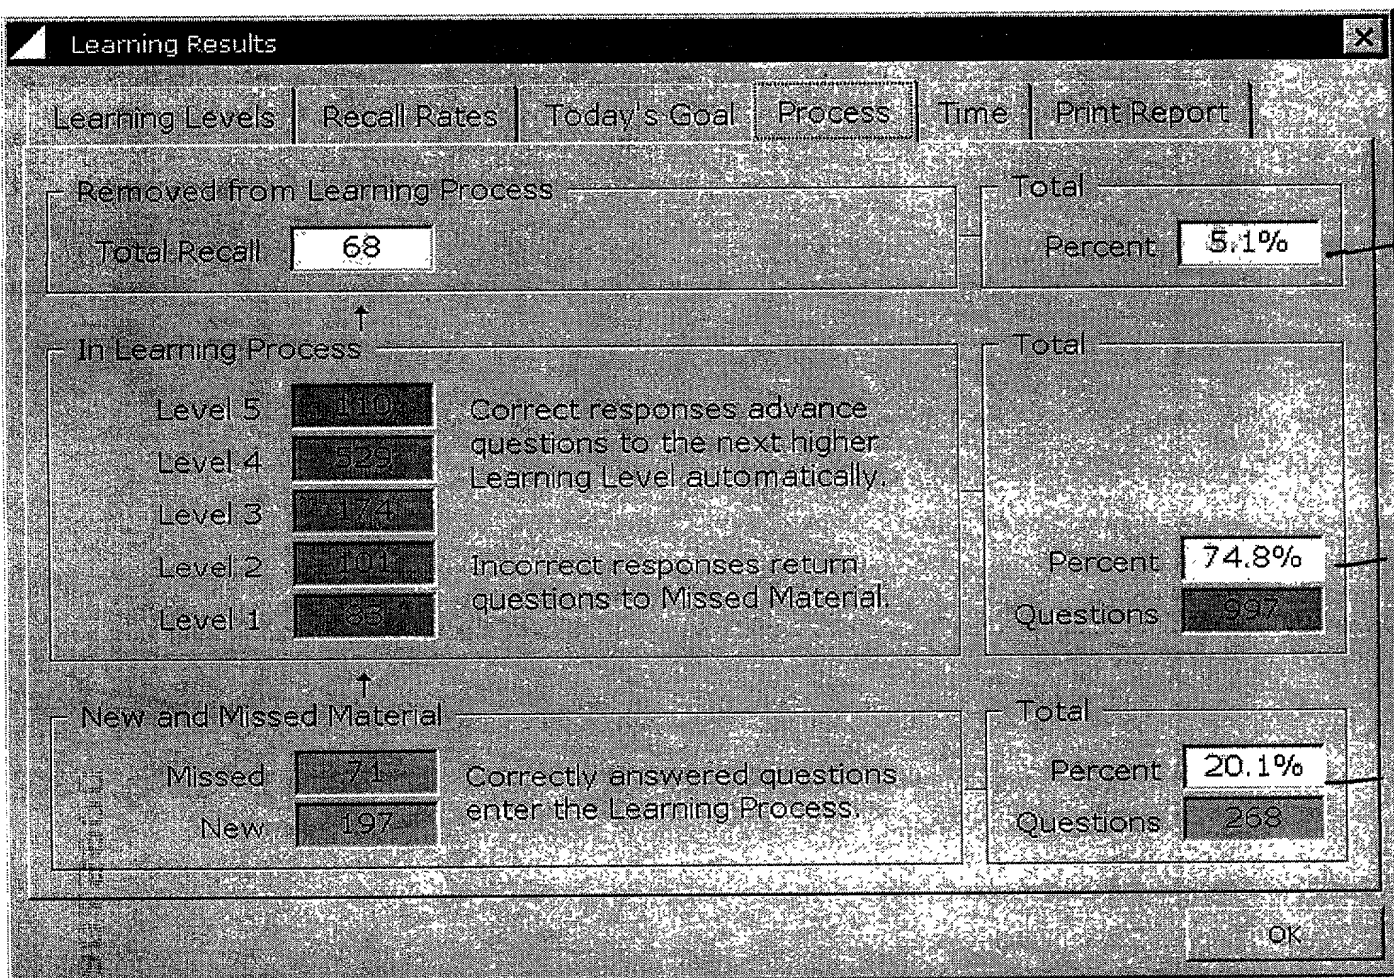 Learning Results
Learning Levels Recall Rates Today's Goal Process Time Print Report
Removed from Learning Process Total
Total Recall 68 Percent 5.1%
In Learning Process Total
Level 5 110 Correct responses advance
questions to the next higher
Level 4 529
Learning Level automatically.
Level 3 174
Level 2 101 Incorrect responses return Percent 74.8%
questions to Missed Material.
Level 1 83 Questions 997
New and Missed Material Total
Missed 71 Correctly answered questions Percent 20.1%
enter the Learning Process.
New 197 Questions 268
OK